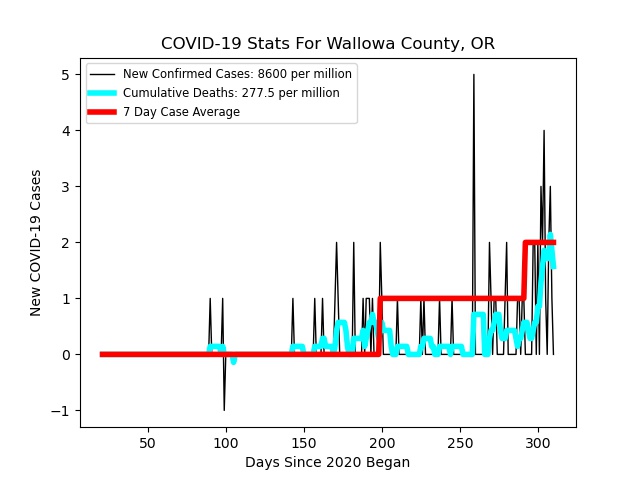 COVID-19 Stats For Wallowa County, OR
New Confirmed Cases: 8600 per million
Cumulative Deaths: 277.5 per million
7 Day Case Average
New COVID-19 Cases
5
4
3
2
1
0
−1
50 100 150 200 250 300
Days Since 2020 Began